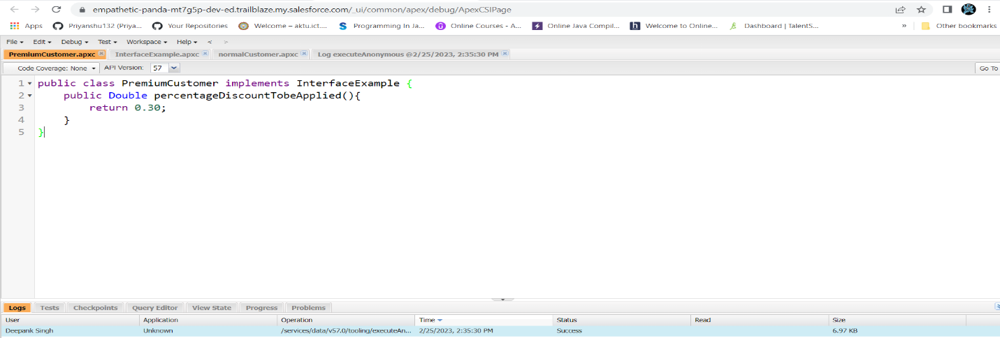 empathetic-panda-mt7g5p-dev-ed.trailblaze.my.salesforce.com/_ui/common/apex/debug/ApexCSIPage
Apps Priyanshu132 (Priya... Your Repositories Welcome – aktu.ict.... Programming In Ja... Online Courses - A... Online Java Compil... Welcome to Online... Dashboard | TalentS... » Other bookmarks
File Edit Debug Test Workspace Help < >
PremiumCustomer.apxc InterfaceExample.apxc normalCustomer.apxc Log executeAnonymous @2/25/2023, 2:35:30 PM
Code Coverage: None API Version: 57 Go To
1 public class PremiumCustomer implements InterfaceExample {
2 public Double percentageDiscountTobeApplied(){
3 return 0.30;
4 }
5 }
Logs Tests Checkpoints Query Editor View State Progress Problems
User Application Operation Time Status Read Size
Deepank Singh Unknown /services/data/v57.0/tooling/executeAn... 2/25/2023, 2:35:30 PM Success 6.97 KB